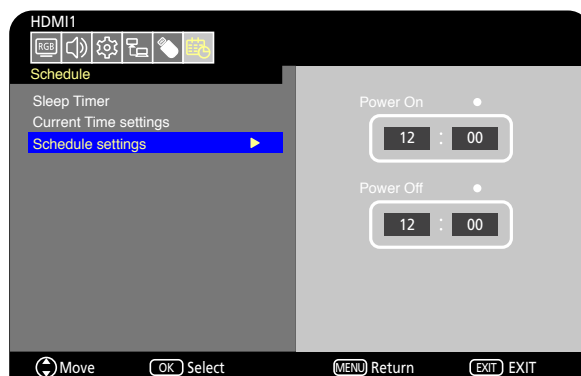 HDMI1
RGB
Schedule
Sleep Timer
Current Time settings
Schedule settings
Power On
12 : 00
Power Off
12 : 00
Move OK Select MENU Return EXIT EXIT